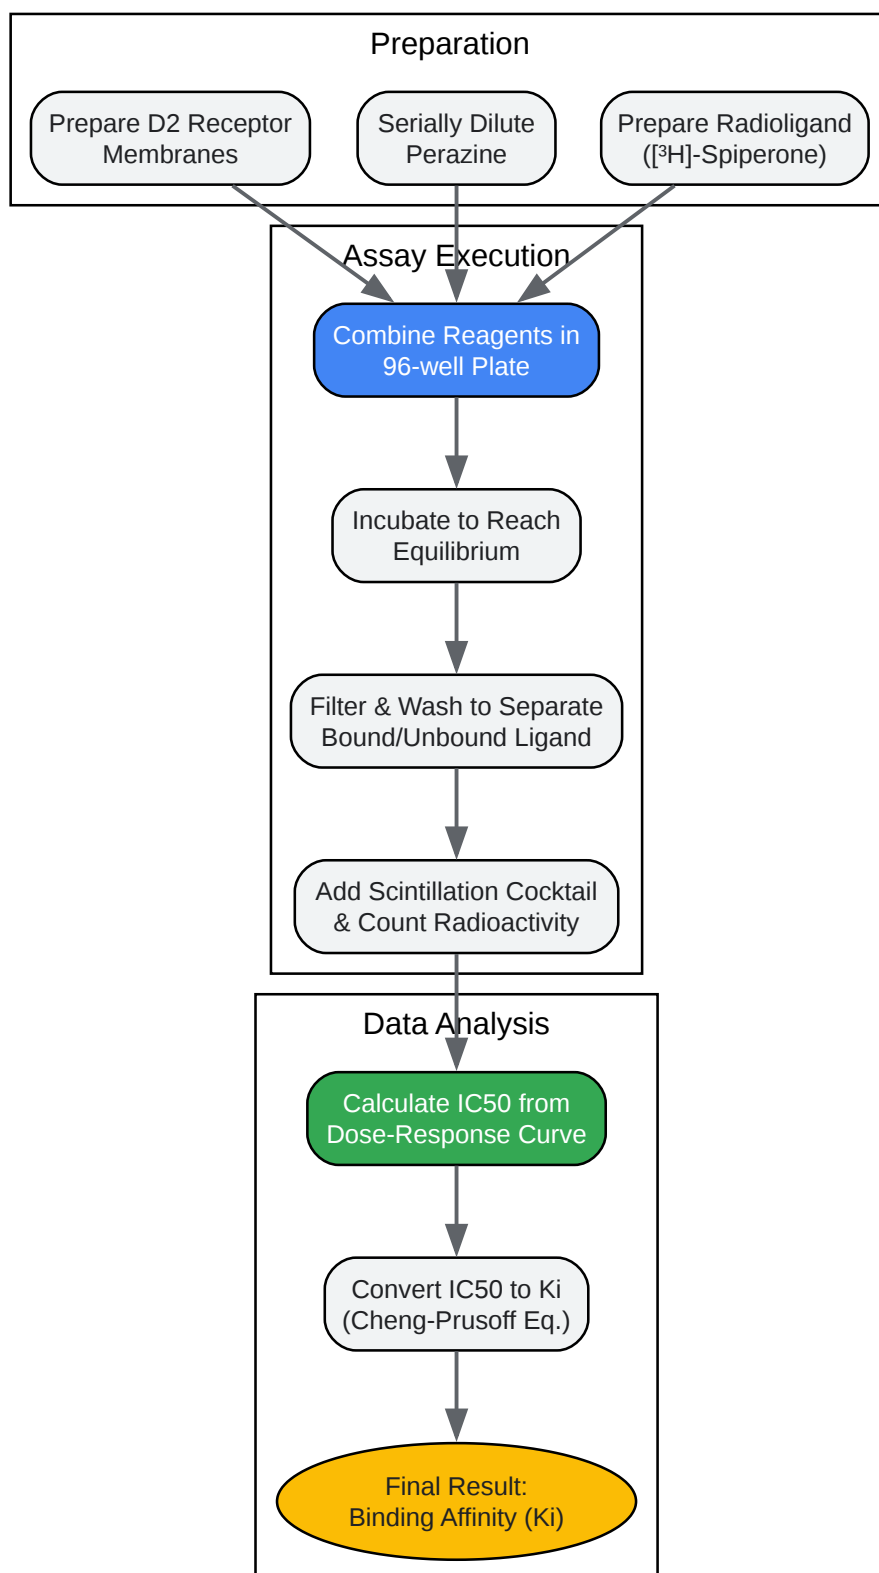 Preparation
Prepare D2 Receptor
Membranes
Serially Dilute
Perazine
Prepare Radioligand
([³H]-Spiperone)
Assay Execution
Combine Reagents in
96-well Plate
Incubate to Reach
Equilibrium
Filter & Wash to Separate
Bound/Unbound Ligand
Add Scintillation Cocktail
& Count Radioactivity
Data Analysis
Calculate IC50 from
Dose-Response Curve
Convert IC50 to Ki
(Cheng-Prusoff Eq.)
Final Result:
Binding Affinity (Ki)